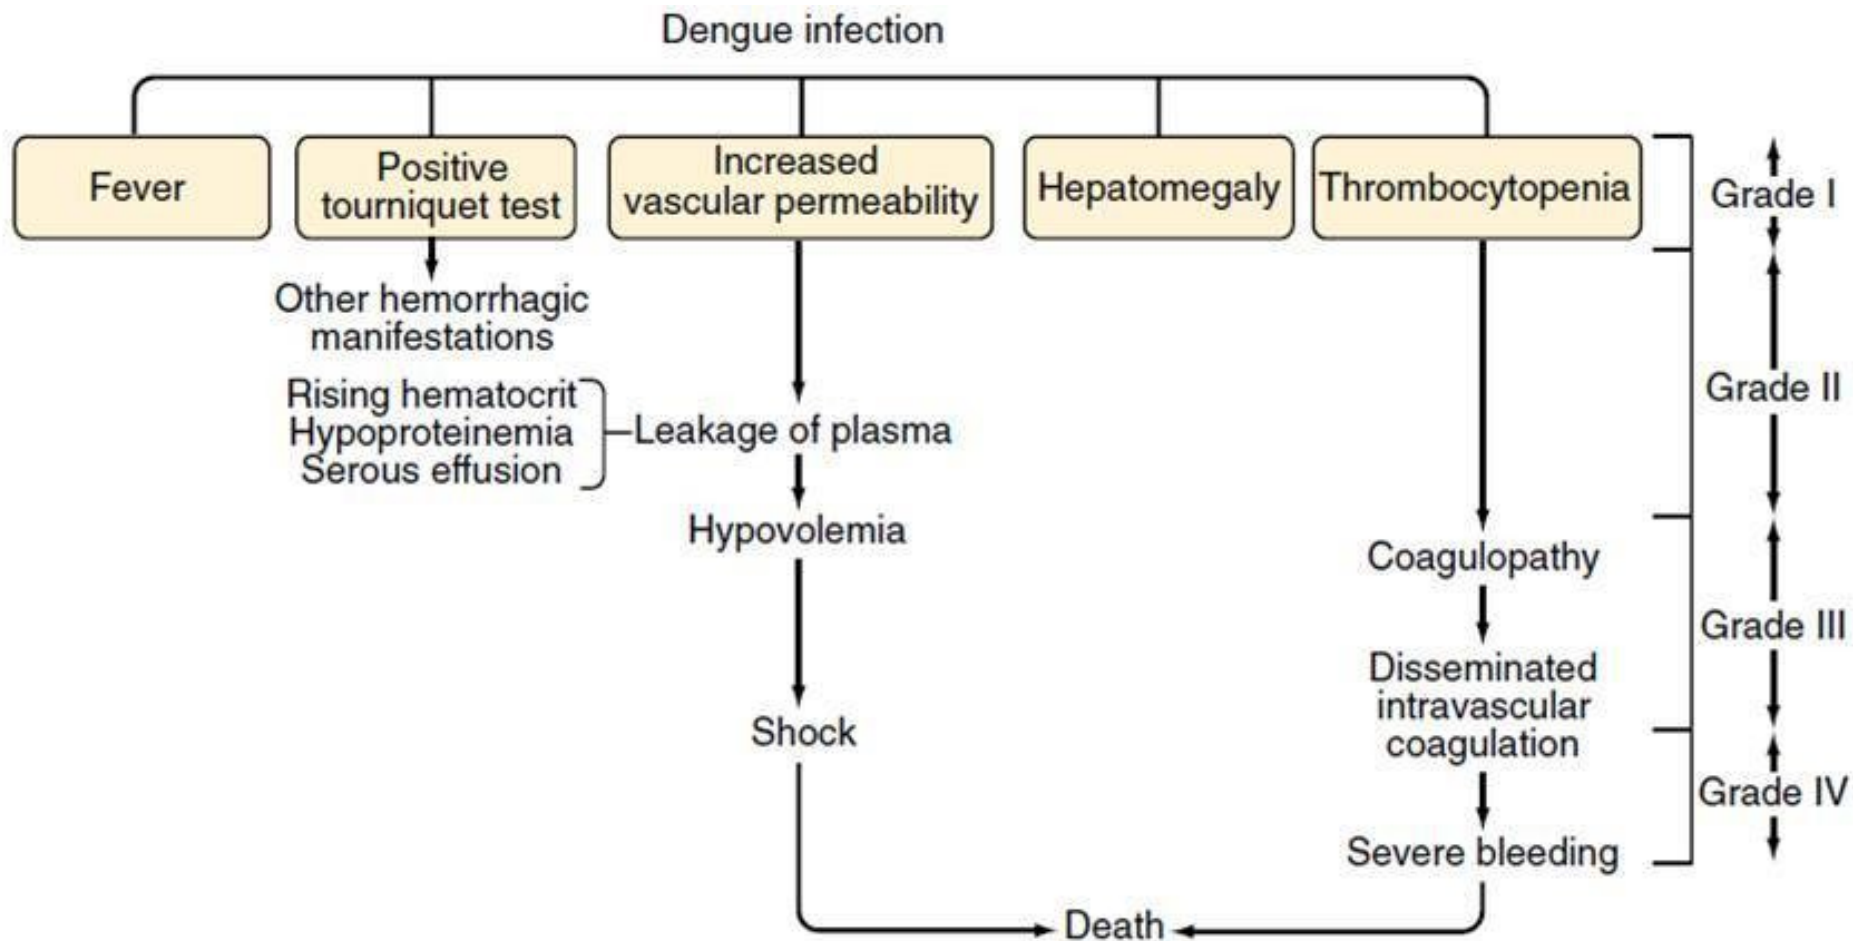 Dengue infection
Fever
Positive
tourniquet test
Increased
vascular permeability
Hepatomegaly
Thrombocytopenia
Grade I
Other hemorrhagic
manifestations
Grade II
Rising hematocrit
Hypoproteinemia
Serous effusion
Leakage of plasma
Hypovolemia
Coagulopathy
Grade III
Disseminated
intravascular
coagulation
Shock
Grade IV
Severe bleeding
Death